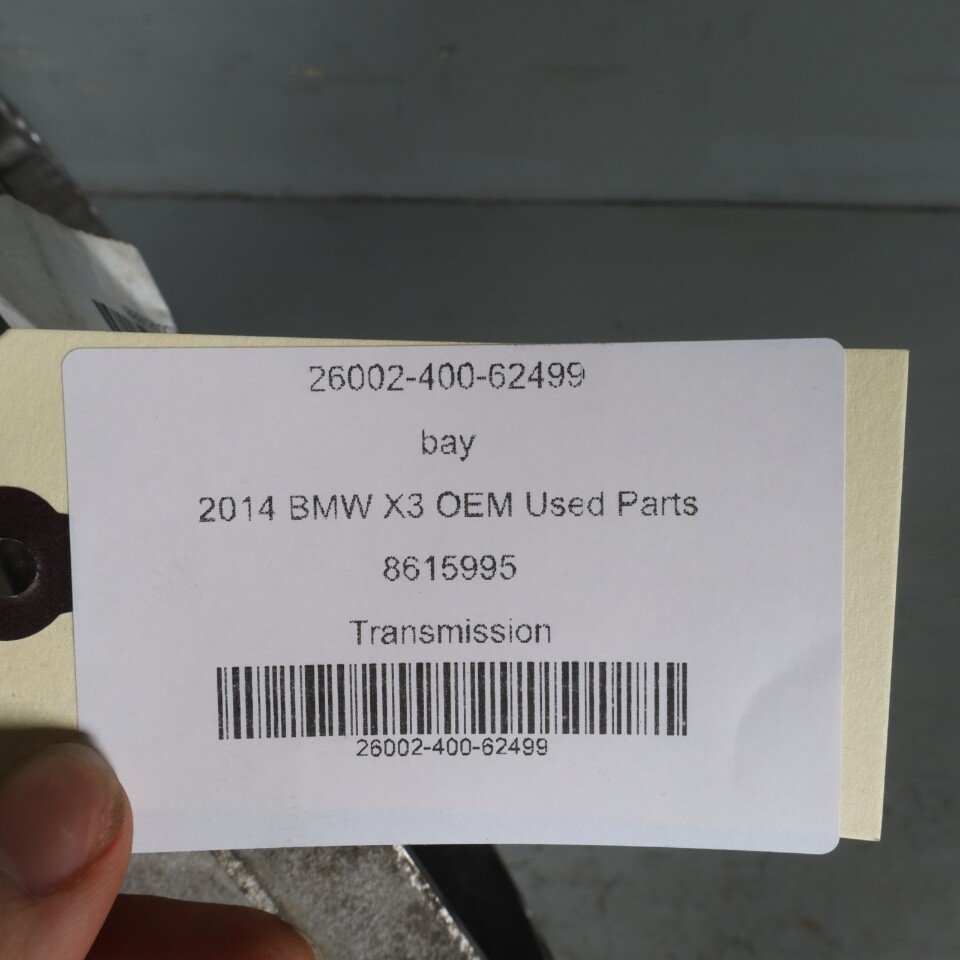 26002-400-62499
bay
2014 BMW X3 OEM Used Parts
8615995
Transmission
26002-400-62499